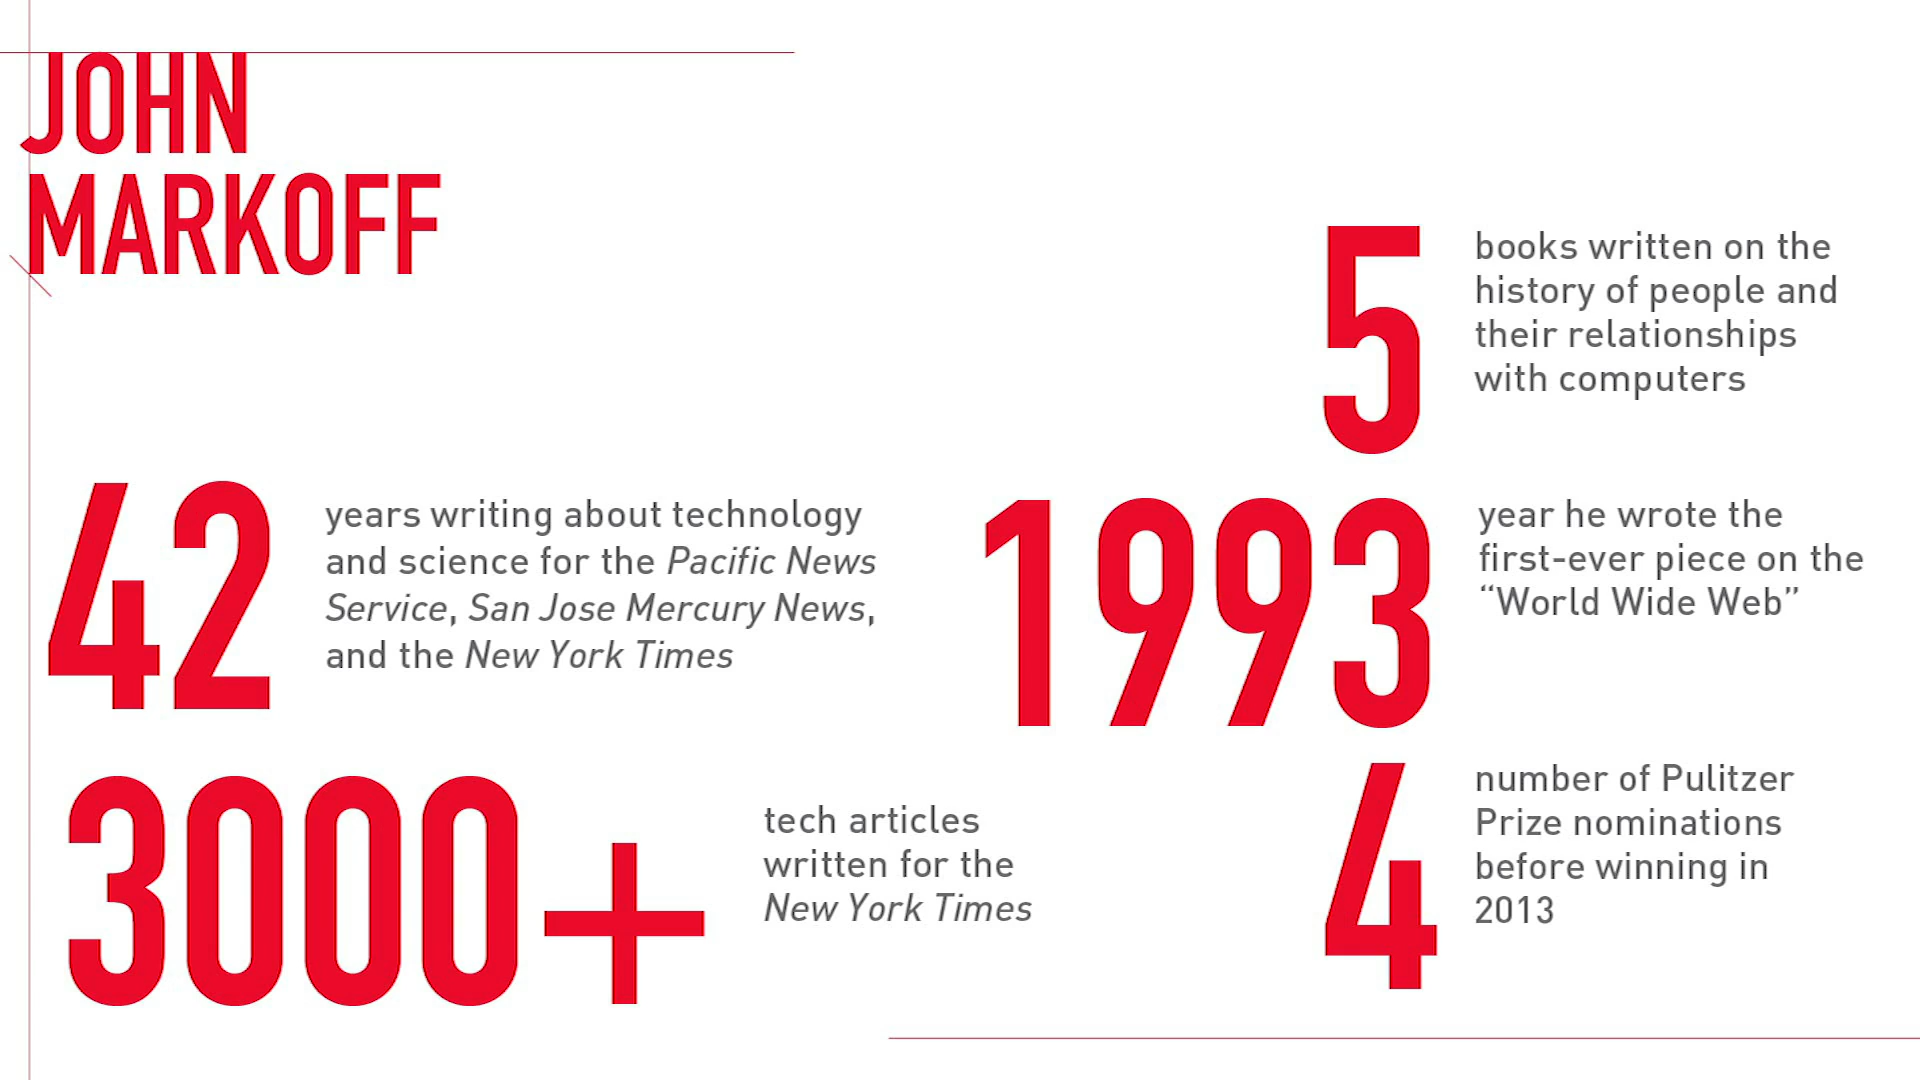 JOHN
MARKOFF
42
years writing about technology
and science for the Pacific News
Service, San Jose Mercury News,
and the New York Times
3000+
tech articles
written for the
New York Times
5
books written on the
history of people and
their relationships
with computers
1993
year he wrote the
first-ever piece on the
“World Wide Web”
4
number of Pulitzer
Prize nominations
before winning in
2013